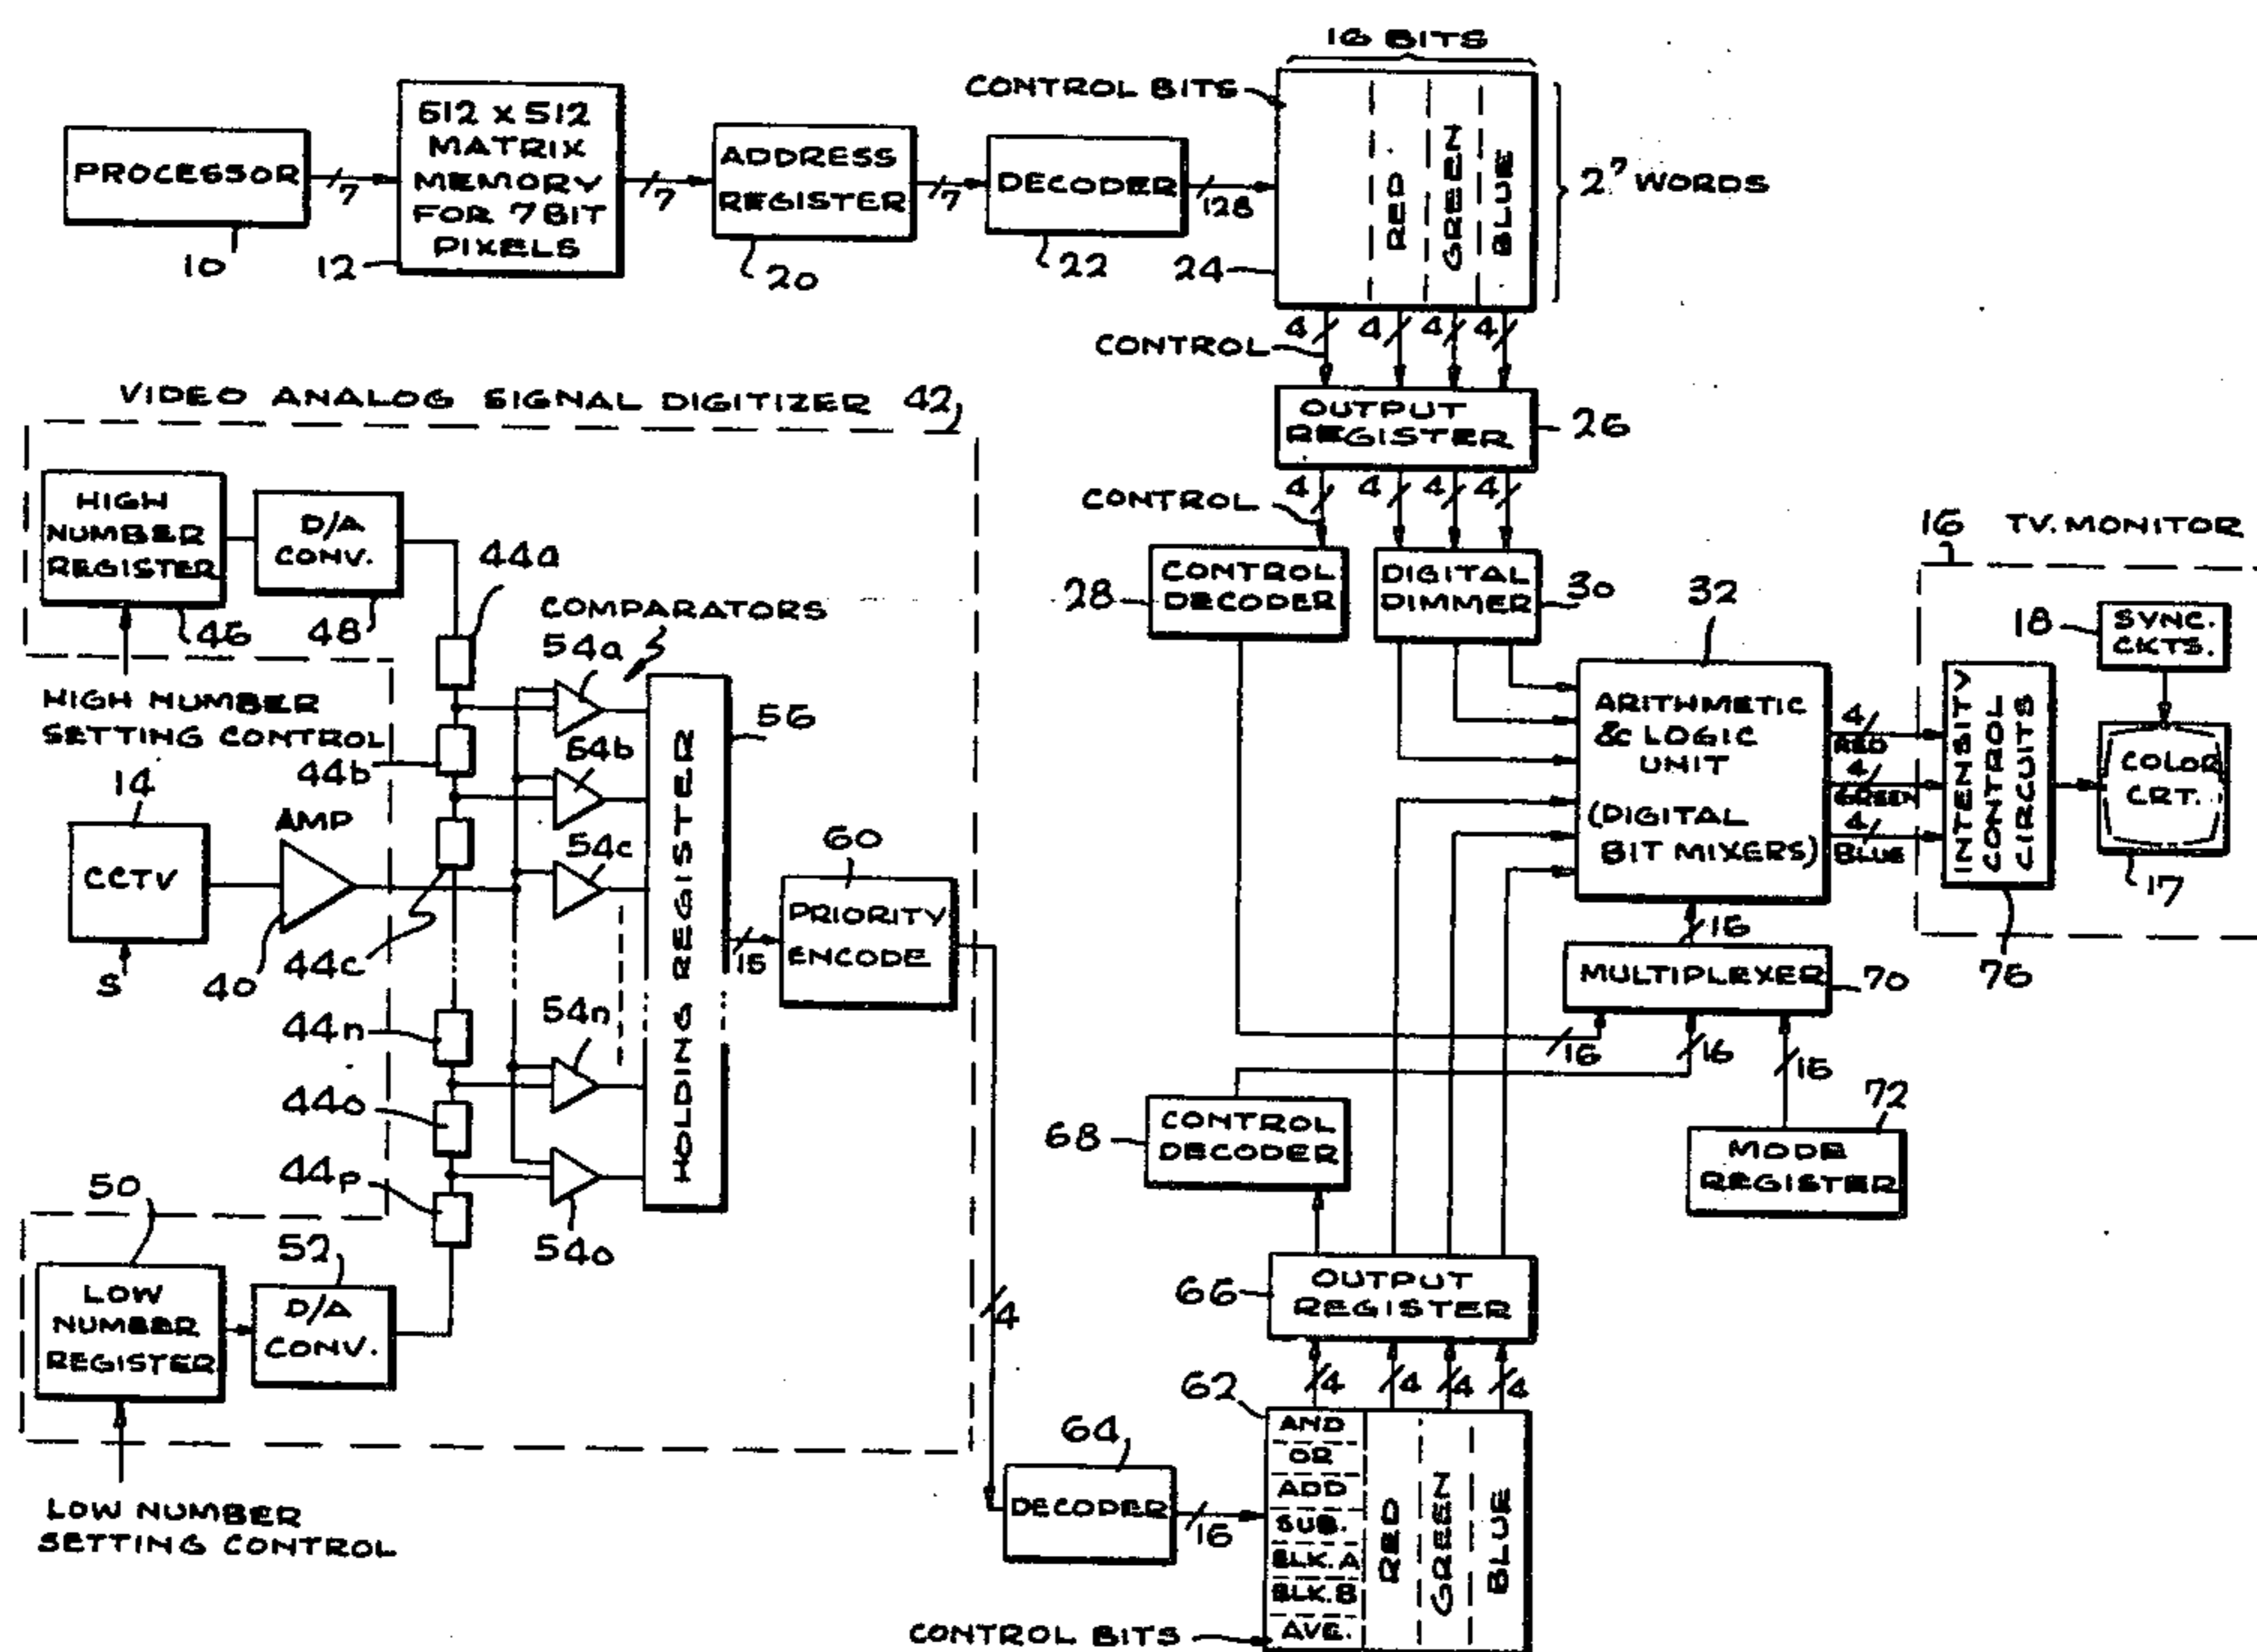 16 BITS
CONTROL BITS
PROCESSOR
10
7
512 x 512
MATRIX
MEMORY
FOR 7 BIT
PIXELS
12
7
ADDRESS
REGISTER
20
7
DECODER
22
128
RED
GREEN
BLUE
24
2⁷ WORDS
4 4 4 4
CONTROL
OUTPUT
REGISTER
26
4 4 4 4
CONTROL
CONTROL
DECODER
28
DIGITAL
DIMMER
30
VIDEO ANALOG SIGNAL DIGITIZER 42
HIGH
NUMBER
REGISTER
46
D/A
CONV.
48
HIGH NUMBER
SETTING CONTROL
44a
44b
44c
44n
44o
44p
COMPARATORS
54a
54b
54c
54n
54o
HOLDING REGISTER
56
15
14
CCTV
S
AMP
40
60
PRIORITY
ENCODE
4
50
LOW
NUMBER
REGISTER
52
D/A
CONV.
LOW NUMBER
SETTING CONTROL
32
ARITHMETIC
& LOGIC
UNIT
(DIGITAL
BIT MIXERS)
4
RED
4
GREEN
4
BLUE
16 TV. MONITOR
INTENSITY
CONTROL
CIRCUITS
76
18
SYNC.
CKTS.
COLOR
CRT.
17
16
MULTIPLEXER
70
16
16
16
72
MODE
REGISTER
68
CONTROL
DECODER
66
OUTPUT
REGISTER
4 4 4 4
62
64
DECODER
16
AND
OR
ADD
SUB.
BLK. A
BLK. B
AVE.
RED
GREEN
BLUE
CONTROL BITS